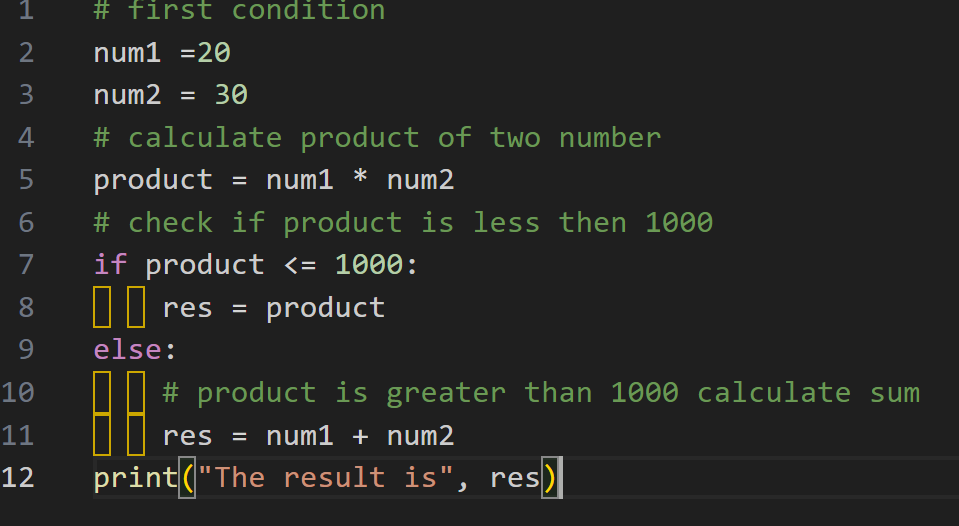 1 # first condition
2 num1 =20
3 num2 = 30
4 # calculate product of two number
5 product = num1 * num2
6 # check if product is less then 1000
7 if product <= 1000:
8     res = product
9 else:
10     # product is greater than 1000 calculate sum
11     res = num1 + num2
12 print("The result is", res)